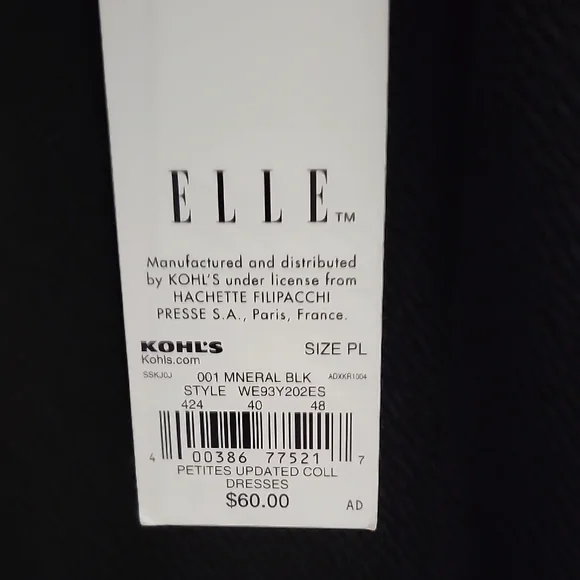 ELLE™
Manufactured and distributed
by KOHL'S under license from
HACHETTE FILIPACCHI
PRESSE S.A., Paris, France.
KOHL'S SIZE PL
Kohls.com
SSKJ0J 001 MNERAL BLK ADXKR1004
STYLE WE93Y202ES
424 40 48
4 00386 77521 7
PETITES UPDATED COLL
DRESSES
$60.00 AD